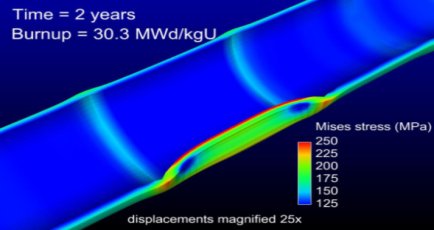 Time = 2 years
Burnup = 30.3 MWd/kgU
Mises stress (MPa)
250
225
200
175
150
125
displacements magnified 25x